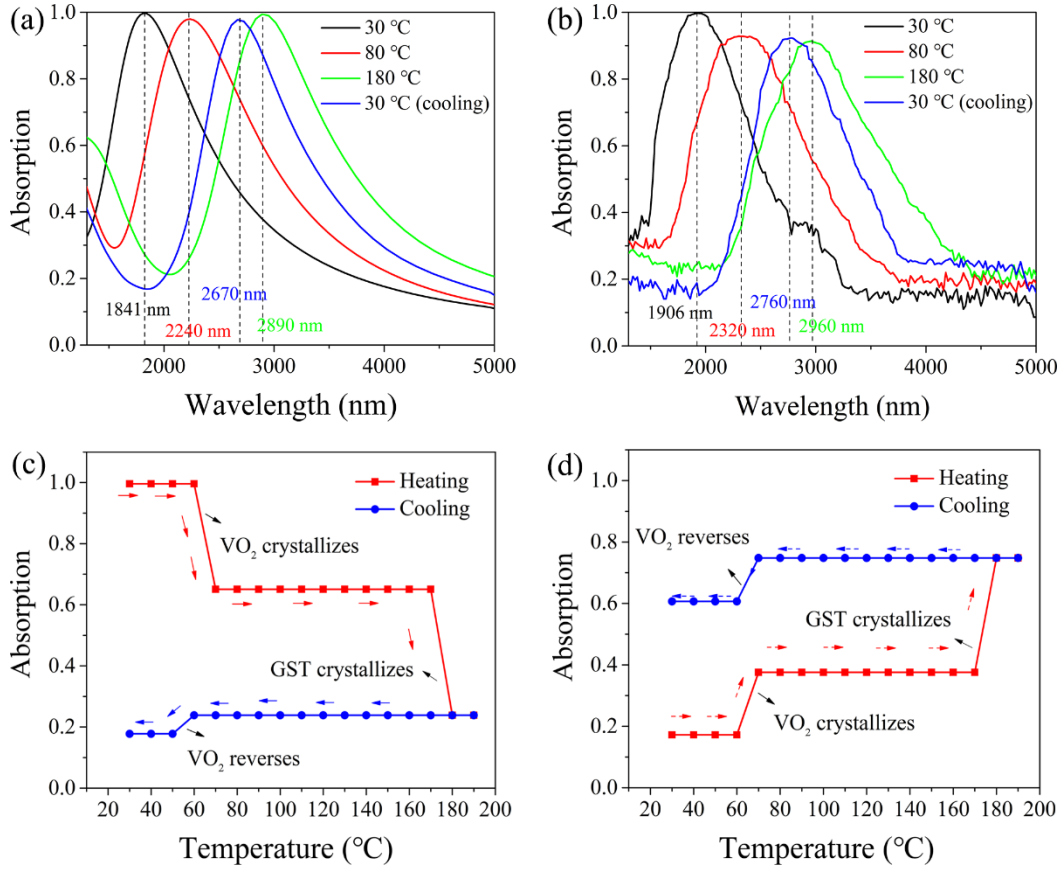 (a)
1.0
0.8
0.6
0.4
0.2
0.0
Absorption
30 ℃
80 ℃
180 ℃
30 ℃ (cooling)
1841 nm
2240 nm
2670 nm
2890 nm
2000
3000
4000
5000
Wavelength (nm)
(b)
1.0
0.8
0.6
0.4
0.2
0.0
Absorption
30 ℃
80 ℃
180 ℃
30 ℃ (cooling)
1906 nm
2320 nm
2760 nm
2960 nm
2000
3000
4000
5000
Wavelength (nm)
(c)
1.0
0.8
0.6
0.4
0.2
0.0
Absorption
Heating
Cooling
VO₂ crystallizes
GST crystallizes
VO₂ reverses
20 40 60 80 100 120 140 160 180 200
Temperature (℃)
(d)
1.0
0.8
0.6
0.4
0.2
0.0
Absorption
Heating
Cooling
VO₂ reverses
GST crystallizes
VO₂ crystallizes
20 40 60 80 100 120 140 160 180 200
Temperature (℃)